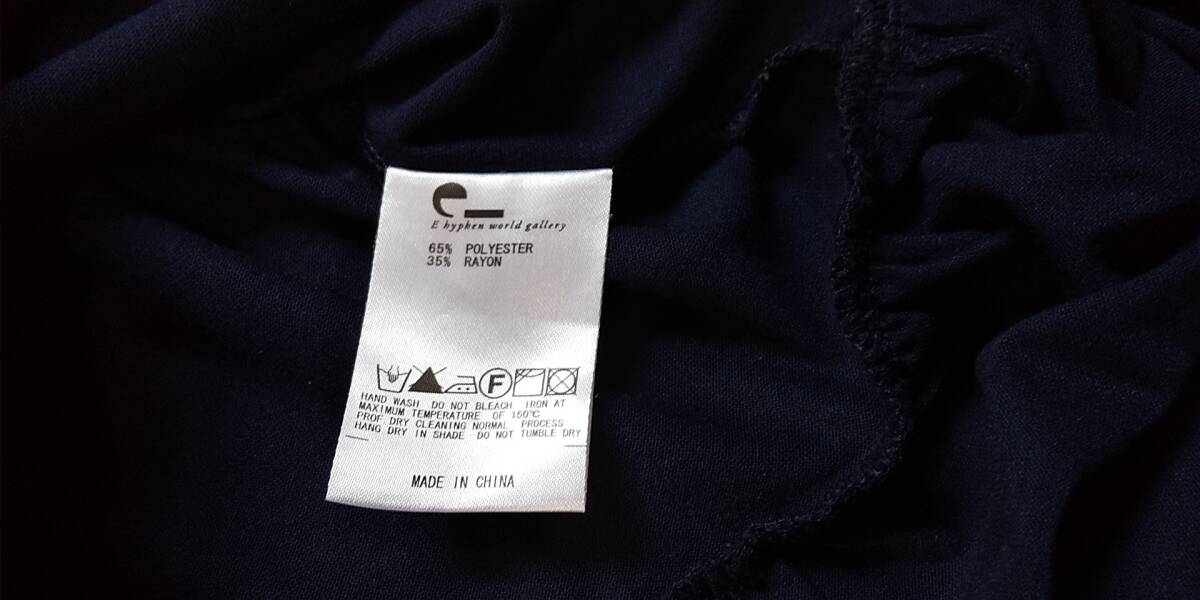 e_
E hyphen world gallery
65% POLYESTER
35% RAYON
F
HAND WASH DO NOT BLEACH IRON AT
MAXIMUM TEMPERATURE OF 150℃
PROF DRY CLEANING NORMAL PROCESS
HANG DRY IN SHADE DO NOT TUMBLE DRY
MADE IN CHINA